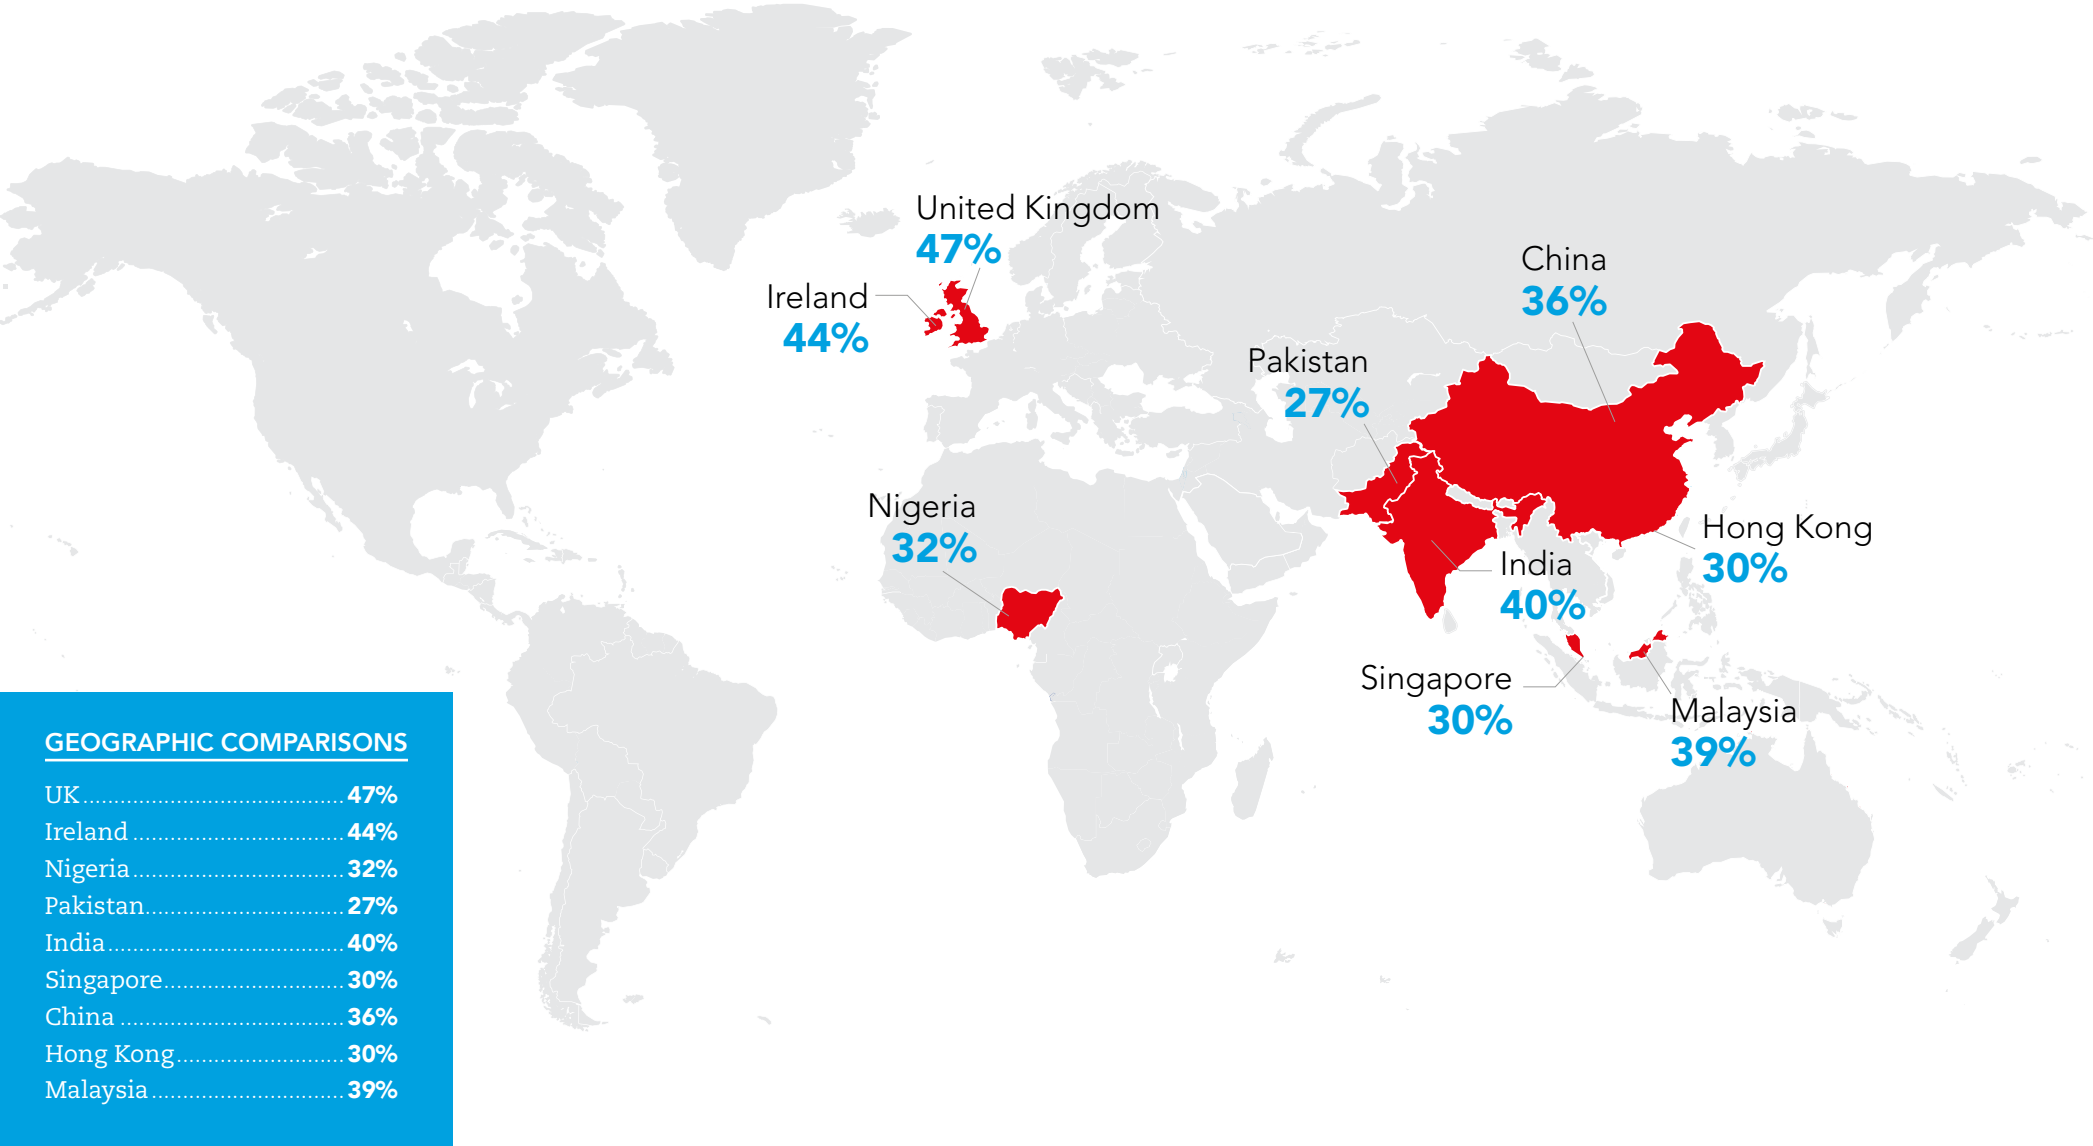 United Kingdom
47%
Ireland
44%
China
36%
Pakistan
27%
Nigeria
32%
Hong Kong
30%
India
40%
Singapore
30%
Malaysia
39%
GEOGRAPHIC COMPARISONS
UK 47%
Ireland 44%
Nigeria 32%
Pakistan 27%
India 40%
Singapore 30%
China 36%
Hong Kong 30%
Malaysia 39%